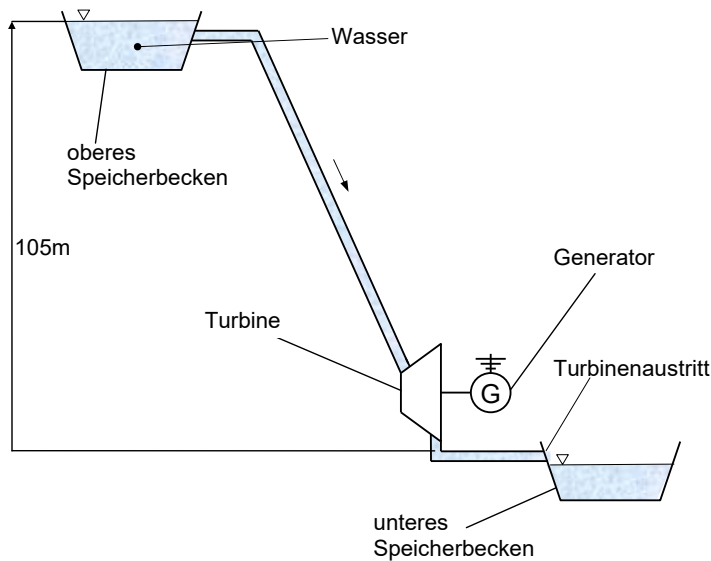 Wasser
oberes
Speicherbecken
105m
Generator
Turbine
Turbinenaustritt
G
unteres
Speicherbecken